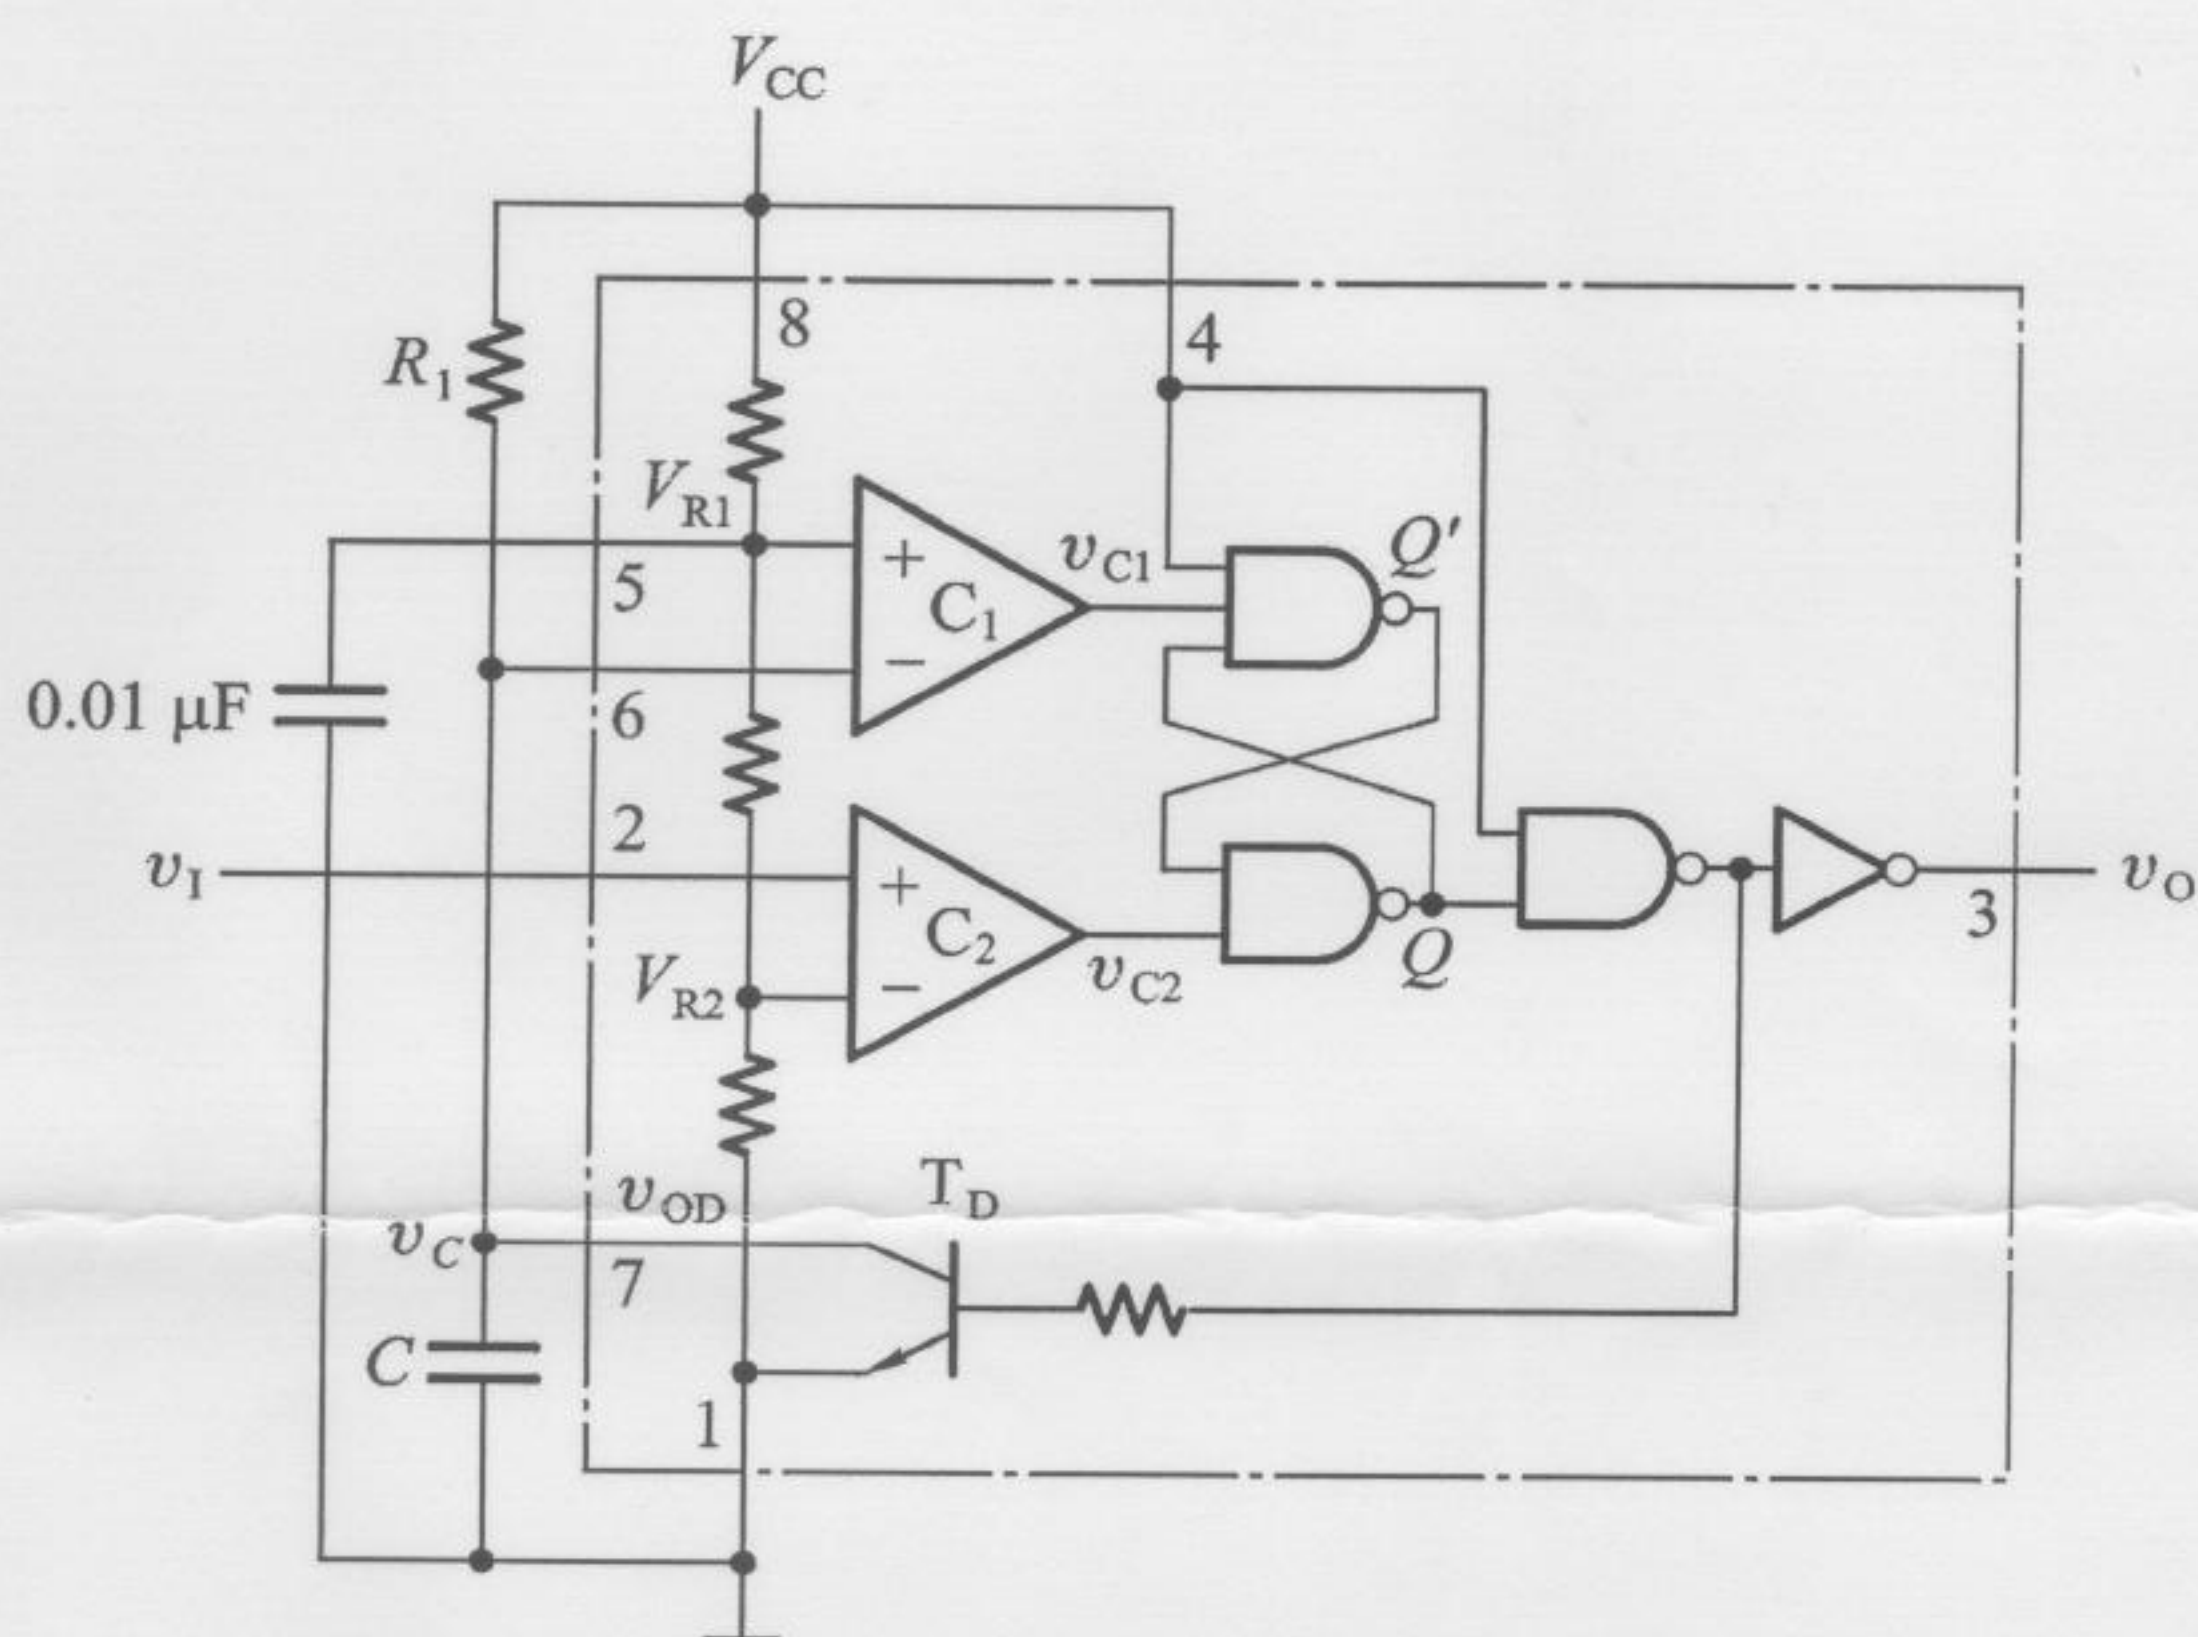 V_CC
8
4
R_1
V_R1
5
+
C_1
−
v_C1
Q′
0.01 μF
6
2
v_I
+
C_2
−
V_R2
v_C2
Q
3
v_O
v_OD
T_D
v_C
7
C
1